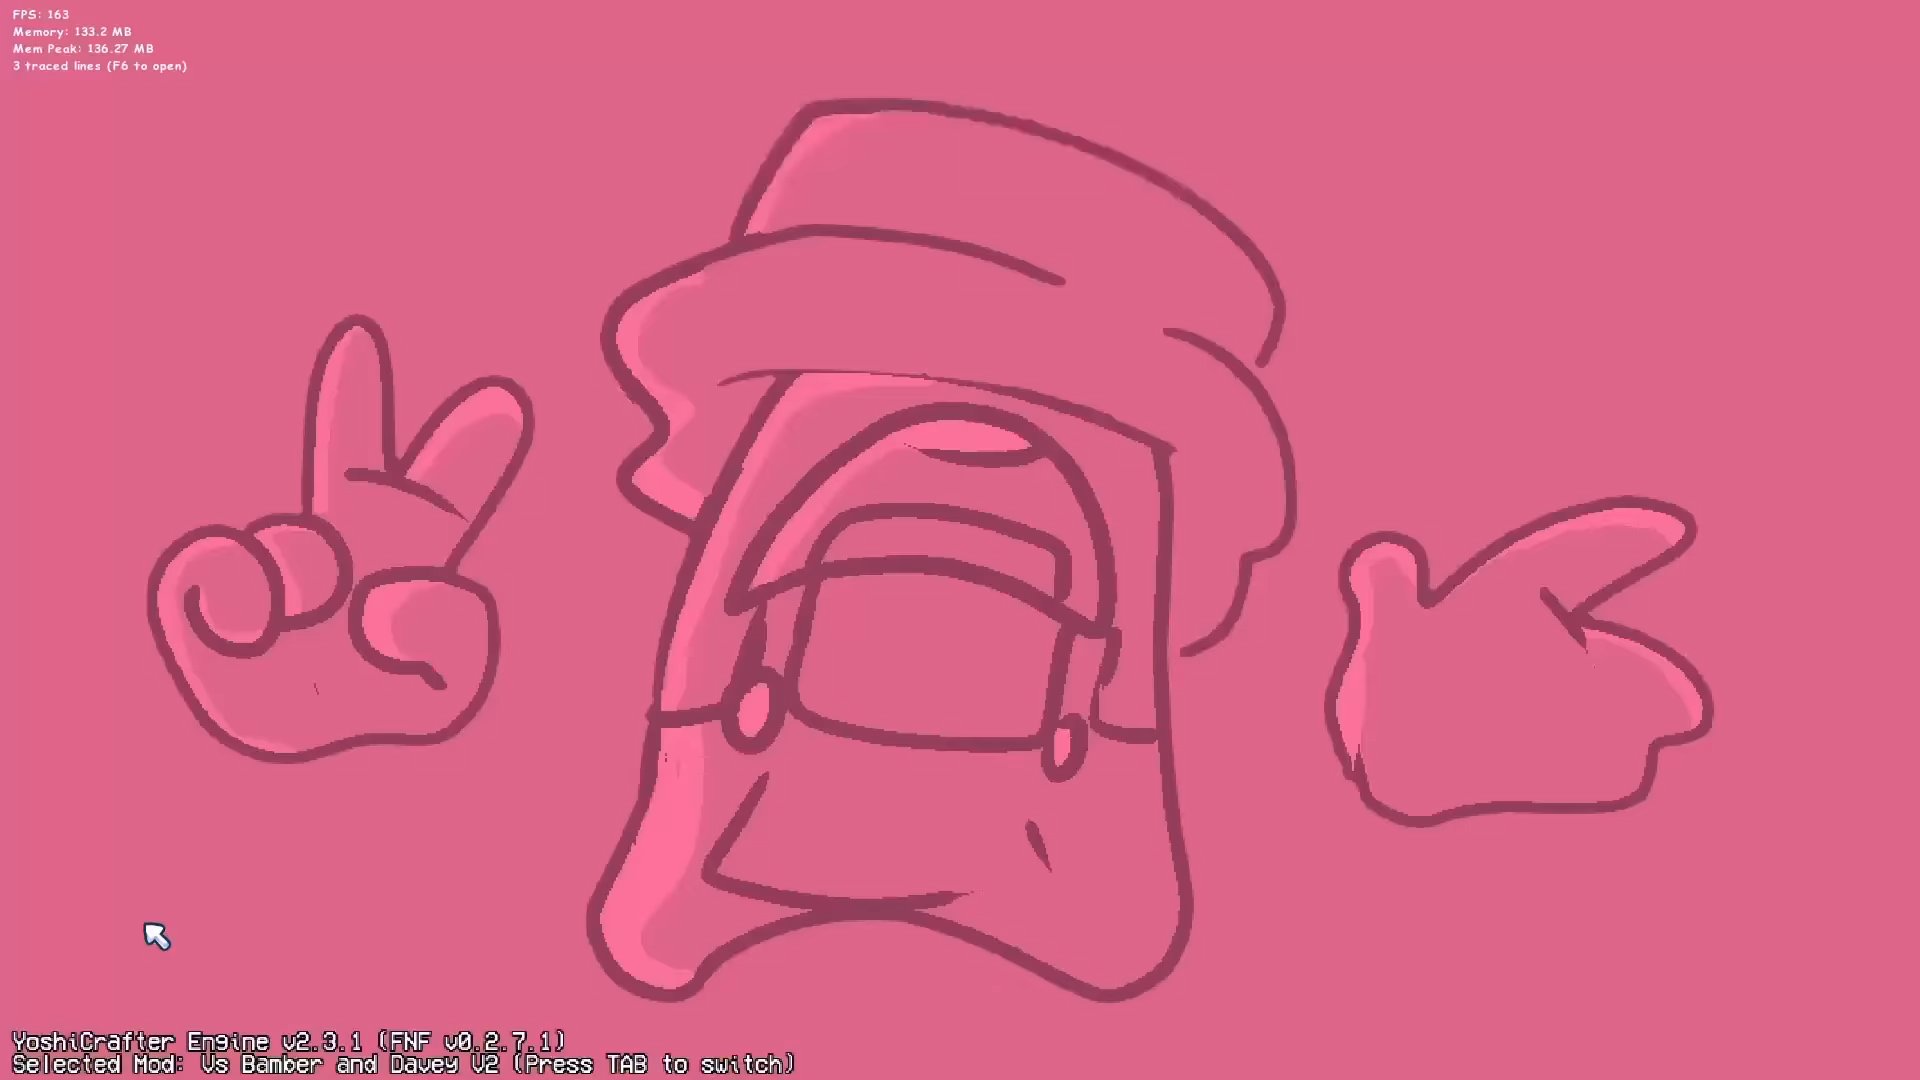 FPS: 163
Memory: 133.2 MB
Mem Peak: 136.27 MB
3 traced lines (F6 to open)
YoshiCrafter Engine v2.3.1 (FNF v0.2.7.1)
Selected Mod: Vs Bamber and Davey V2 (Press TAB to switch)